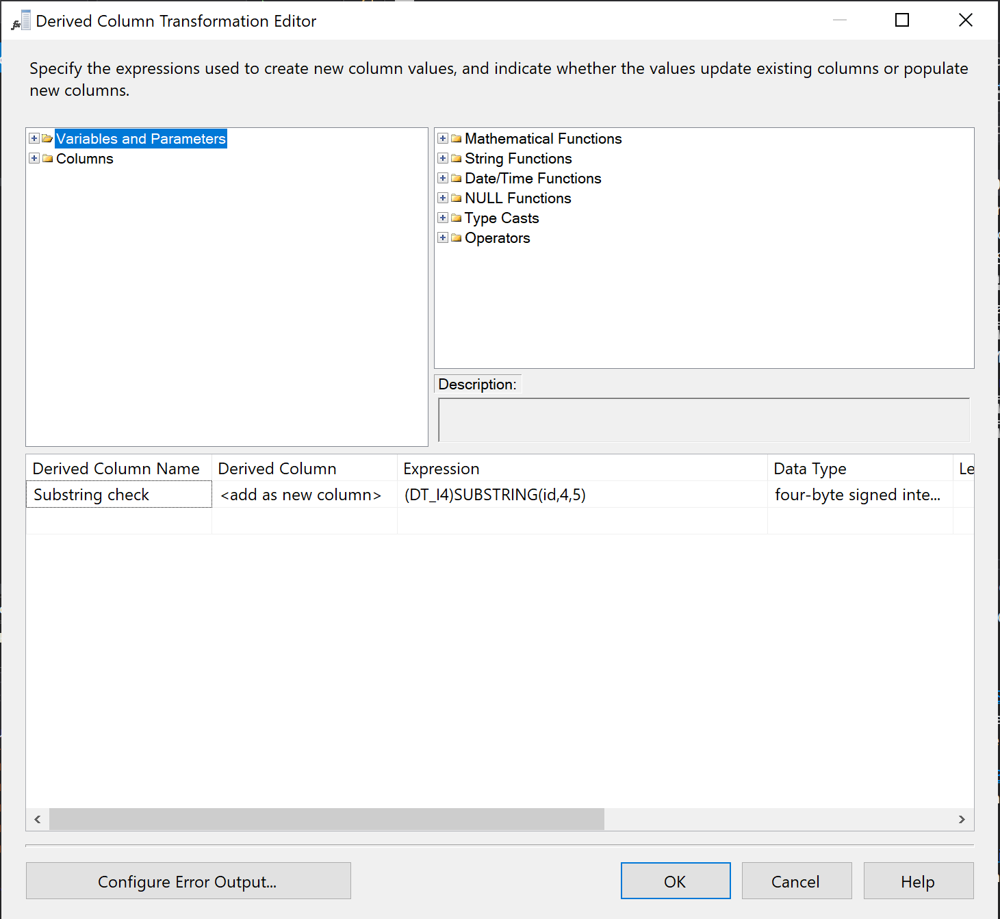 Derived Column Transformation Editor
Specify the expressions used to create new column values, and indicate whether the values update existing columns or populate
new columns.
Variables and Parameters
Columns
Mathematical Functions
String Functions
Date/Time Functions
NULL Functions
Type Casts
Operators
Description:
Derived Column Name Derived Column Expression Data Type Le
Substring check <add as new column> (DT_I4)SUBSTRING(id,4,5) four-byte signed inte...
Configure Error Output... OK Cancel Help